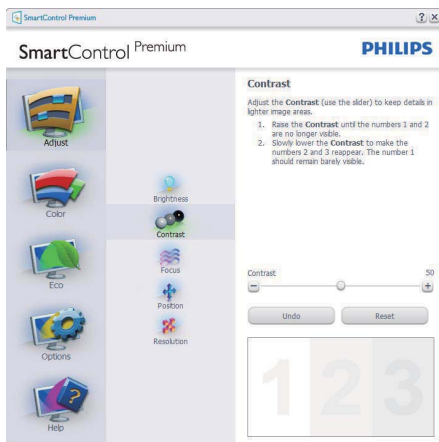 SmartControl Premium
SmartControl Premium
PHILIPS
Adjust
Color
Eco
Options
Help
Brightness
Contrast
Focus
Position
Resolution
Contrast
Adjust the Contrast (use the slider) to keep details in
lighter image areas.
1. Raise the Contrast until the numbers 1 and 2
are no longer visible.
2. Slowly lower the Contrast to make the
numbers 2 and 3 reappear. The number 1
should remain barely visible.
Contrast 50
Undo Reset
1 2 3